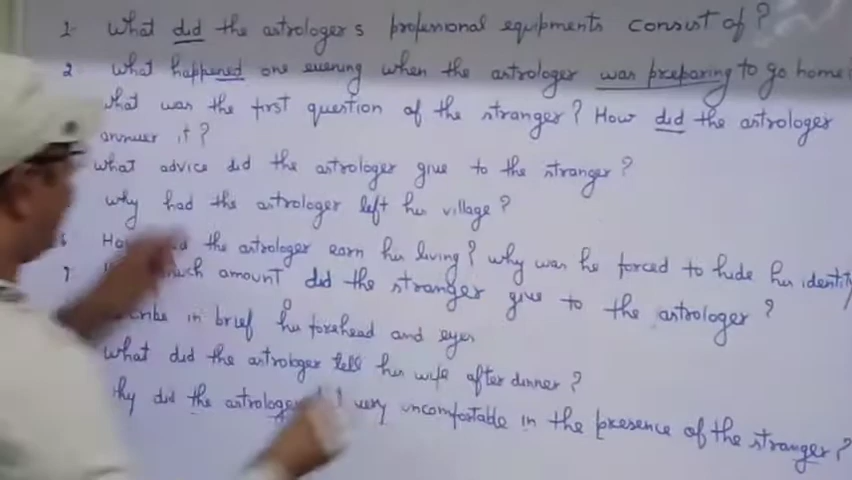 1. What did the astrologers professional equipments consist of?
2. What happened one evening when the astrologer was preparing to go home
What was the first question of the stranger? How did the astrologer
answer it?
What advice did the astrologer give to the stranger?
Why had the astrologer left his village?
6 the astrologer earn his living? Why was he forced to hide his identity
amount did the stranger give to the astrologer?
in brief his forehead and eyes
What did the astrologer tell his wife after dinner?
did the astrologer very uncomfortable in the presence of the stranger?